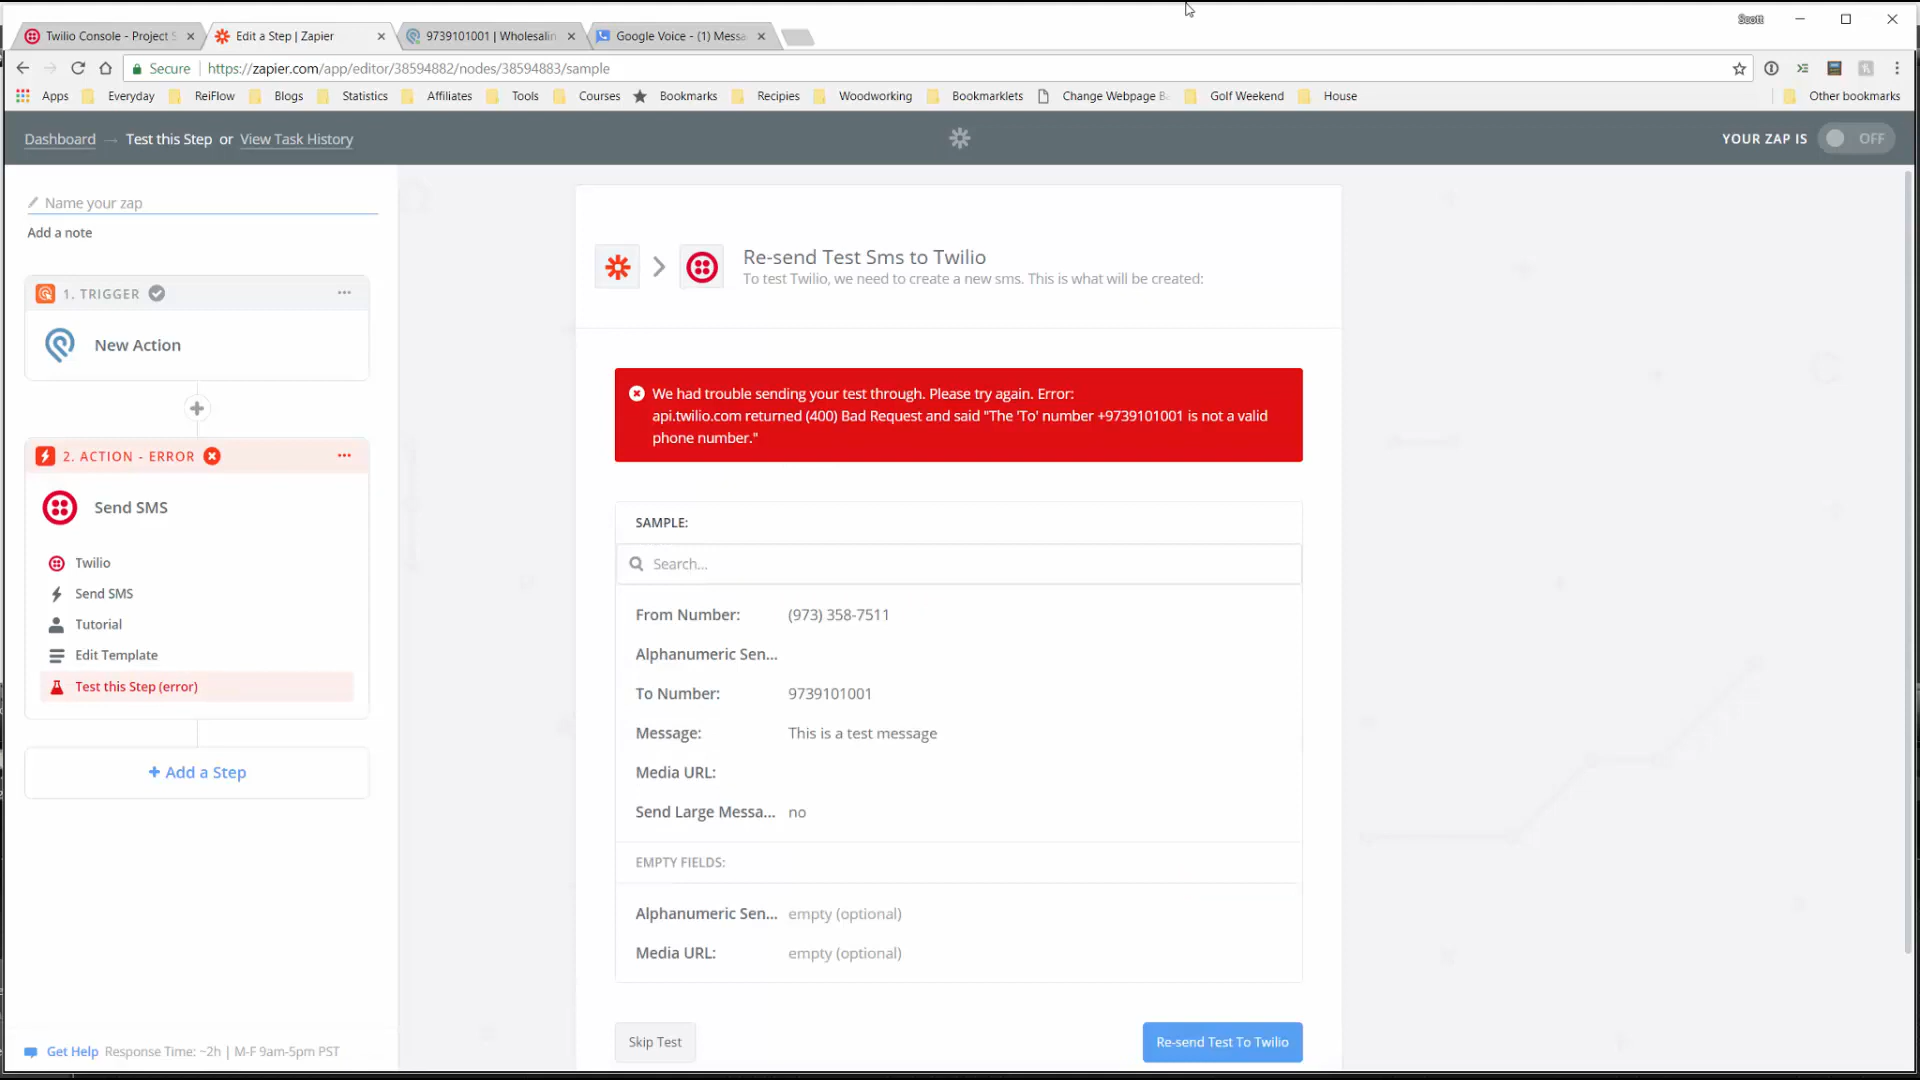 Scott
Twilio Console - Project S
Edit a Step | Zapier
9739101001 | Wholesalin
Google Voice - (1) Messa
Secure https://zapier.com/app/editor/38594882/nodes/38594883/sample
Apps Everyday ReiFlow Blogs Statistics Affiliates Tools Courses Bookmarks Recipies Woodworking Bookmarklets Change Webpage Ba Golf Weekend House Other bookmarks
Dashboard → Test this Step or View Task History YOUR ZAP IS OFF
Name your zap
Add a note
1. TRIGGER
New Action
2. ACTION - ERROR
Send SMS
Twilio
Send SMS
Tutorial
Edit Template
Test this Step (error)
+ Add a Step
Get Help Response Time: ~2h | M-F 9am-5pm PST
Re-send Test Sms to Twilio
To test Twilio, we need to create a new sms. This is what will be created:
We had trouble sending your test through. Please try again. Error:
api.twilio.com returned (400) Bad Request and said "The 'To' number +9739101001 is not a valid
phone number."
SAMPLE:
Search...
From Number: (973) 358-7511
Alphanumeric Sen...
To Number: 9739101001
Message: This is a test message
Media URL:
Send Large Messa... no
EMPTY FIELDS:
Alphanumeric Sen... empty (optional)
Media URL: empty (optional)
Skip Test
Re-send Test To Twilio